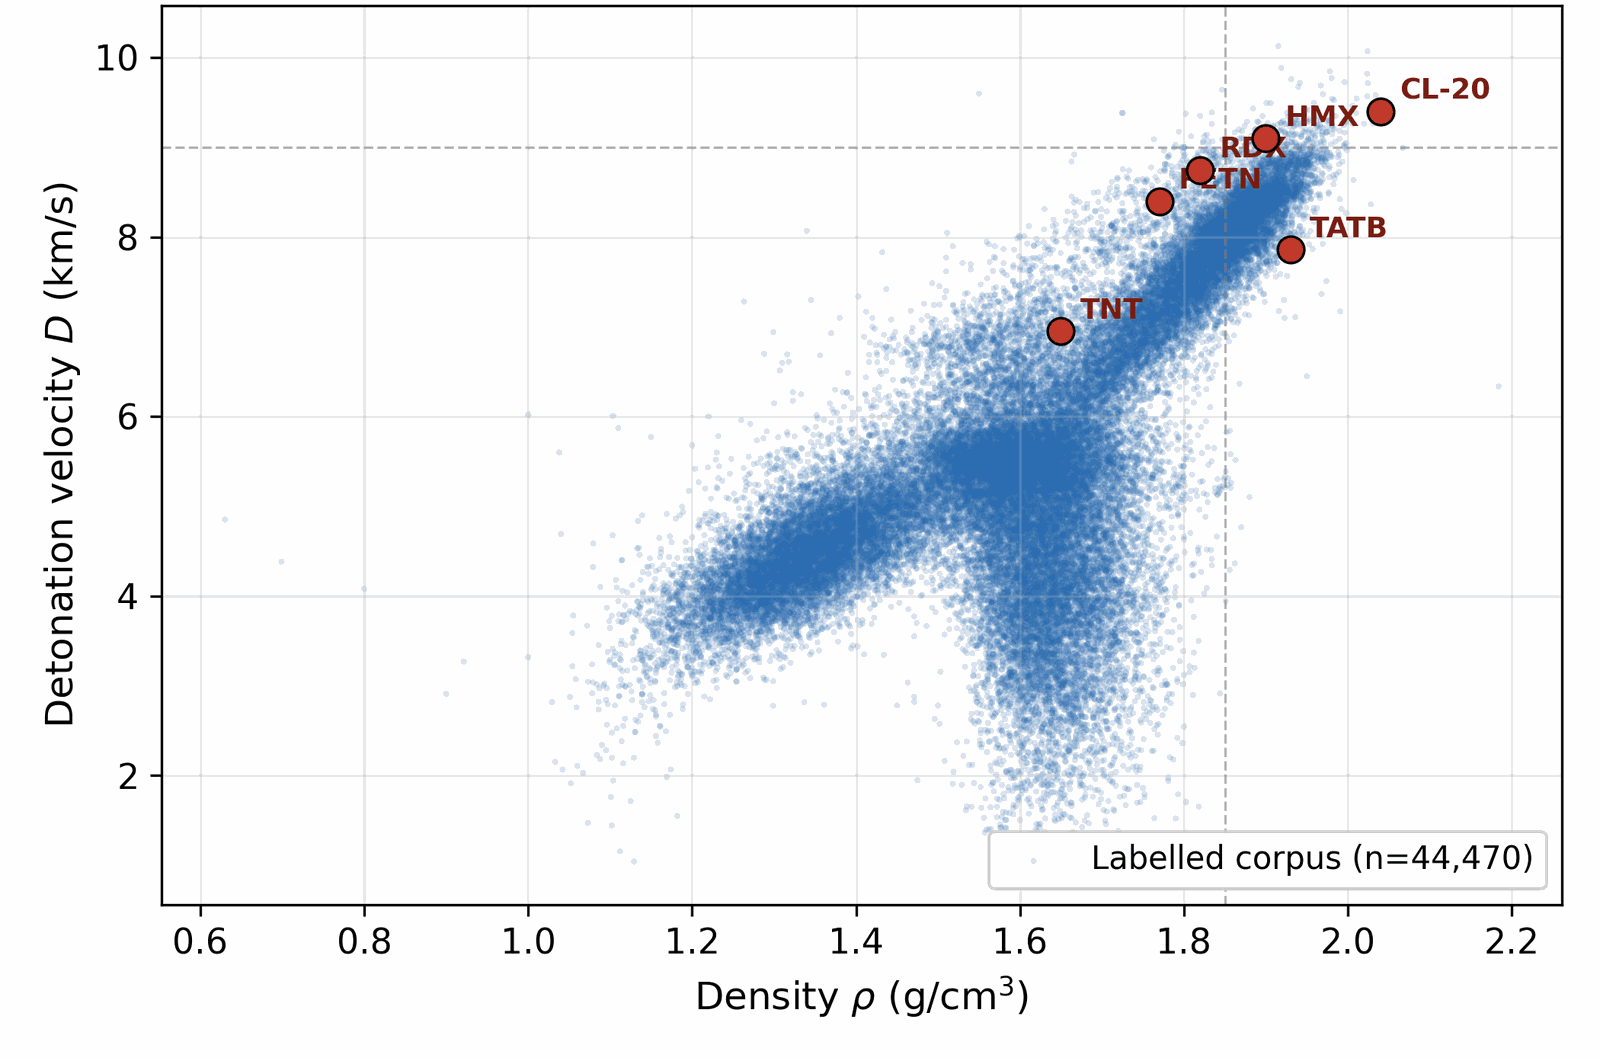 10
8
6
4
2
Detonation velocity D (km/s)
CL-20
HMX
RDX
PETN
TATB
TNT
Labelled corpus (n=44,470)
0.6 0.8 1.0 1.2 1.4 1.6 1.8 2.0 2.2
Density ρ (g/cm³)